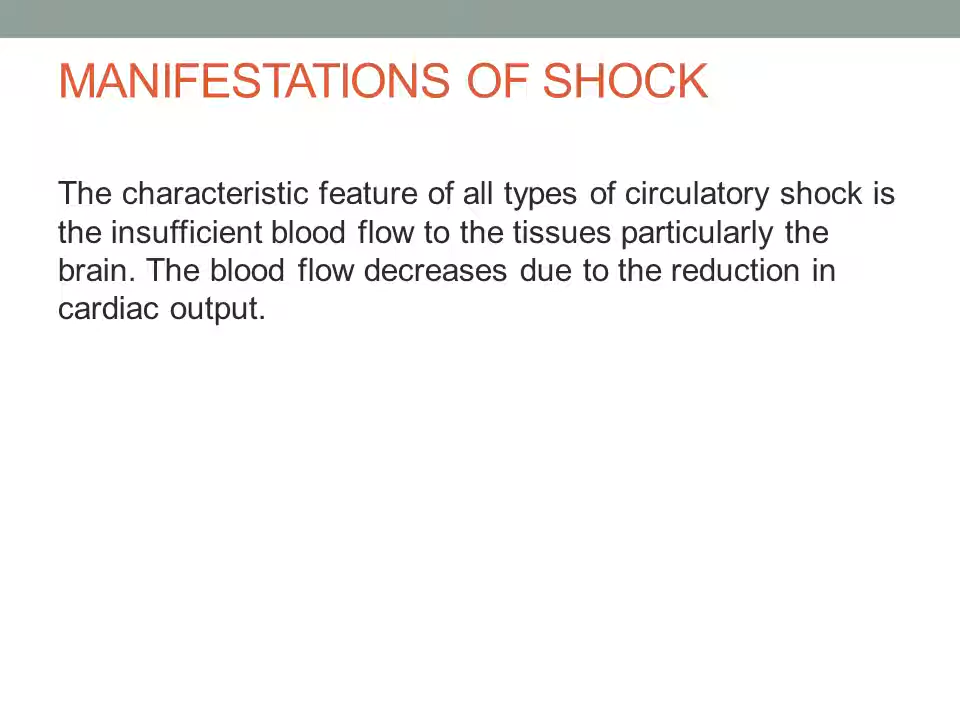 MANIFESTATIONS OF SHOCK
The characteristic feature of all types of circulatory shock is
the insufficient blood flow to the tissues particularly the
brain. The blood flow decreases due to the reduction in
cardiac output.